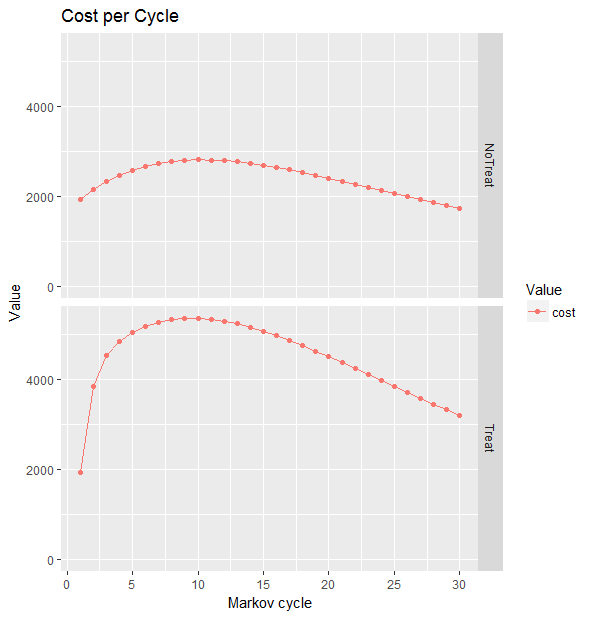 Cost per Cycle
4000
2000
0
NoTreat
4000
2000
0
Treat
Value
0 5 10 15 20 25 30
Markov cycle
Value
cost